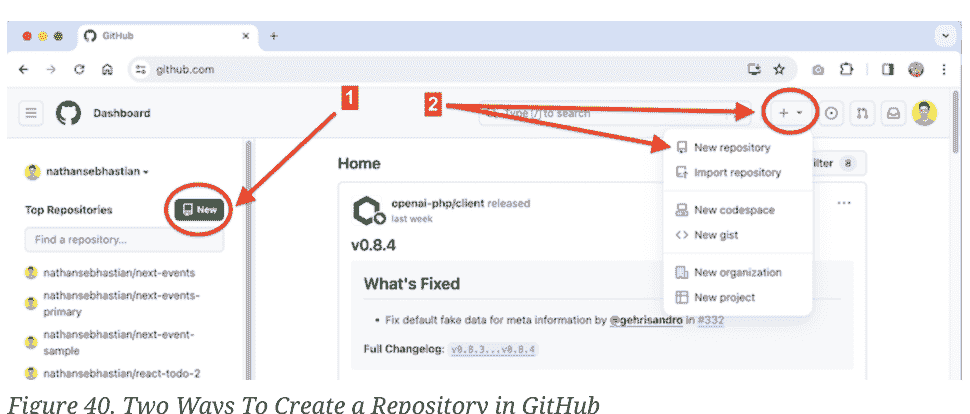 GitHub
github.com
Dashboard
1
2
Type / to search
nathansebhastian
Top Repositories
New
Find a repository...
nathansebhastian/next-events
nathansebhastian/next-events-
primary
nathansebhastian/next-event-
sample
nathansebhastian/react-todo-2
Home
ilter 8
openai-php/client released
last week
v0.8.4
What's Fixed
• Fix default fake data for meta information by @gehrisandro in #332
Full Changelog: v0.8.3...v0.8.4
New repository
Import repository
New codespace
New gist
New organization
New project
Figure 40. Two Ways To Create a Repository in GitHub